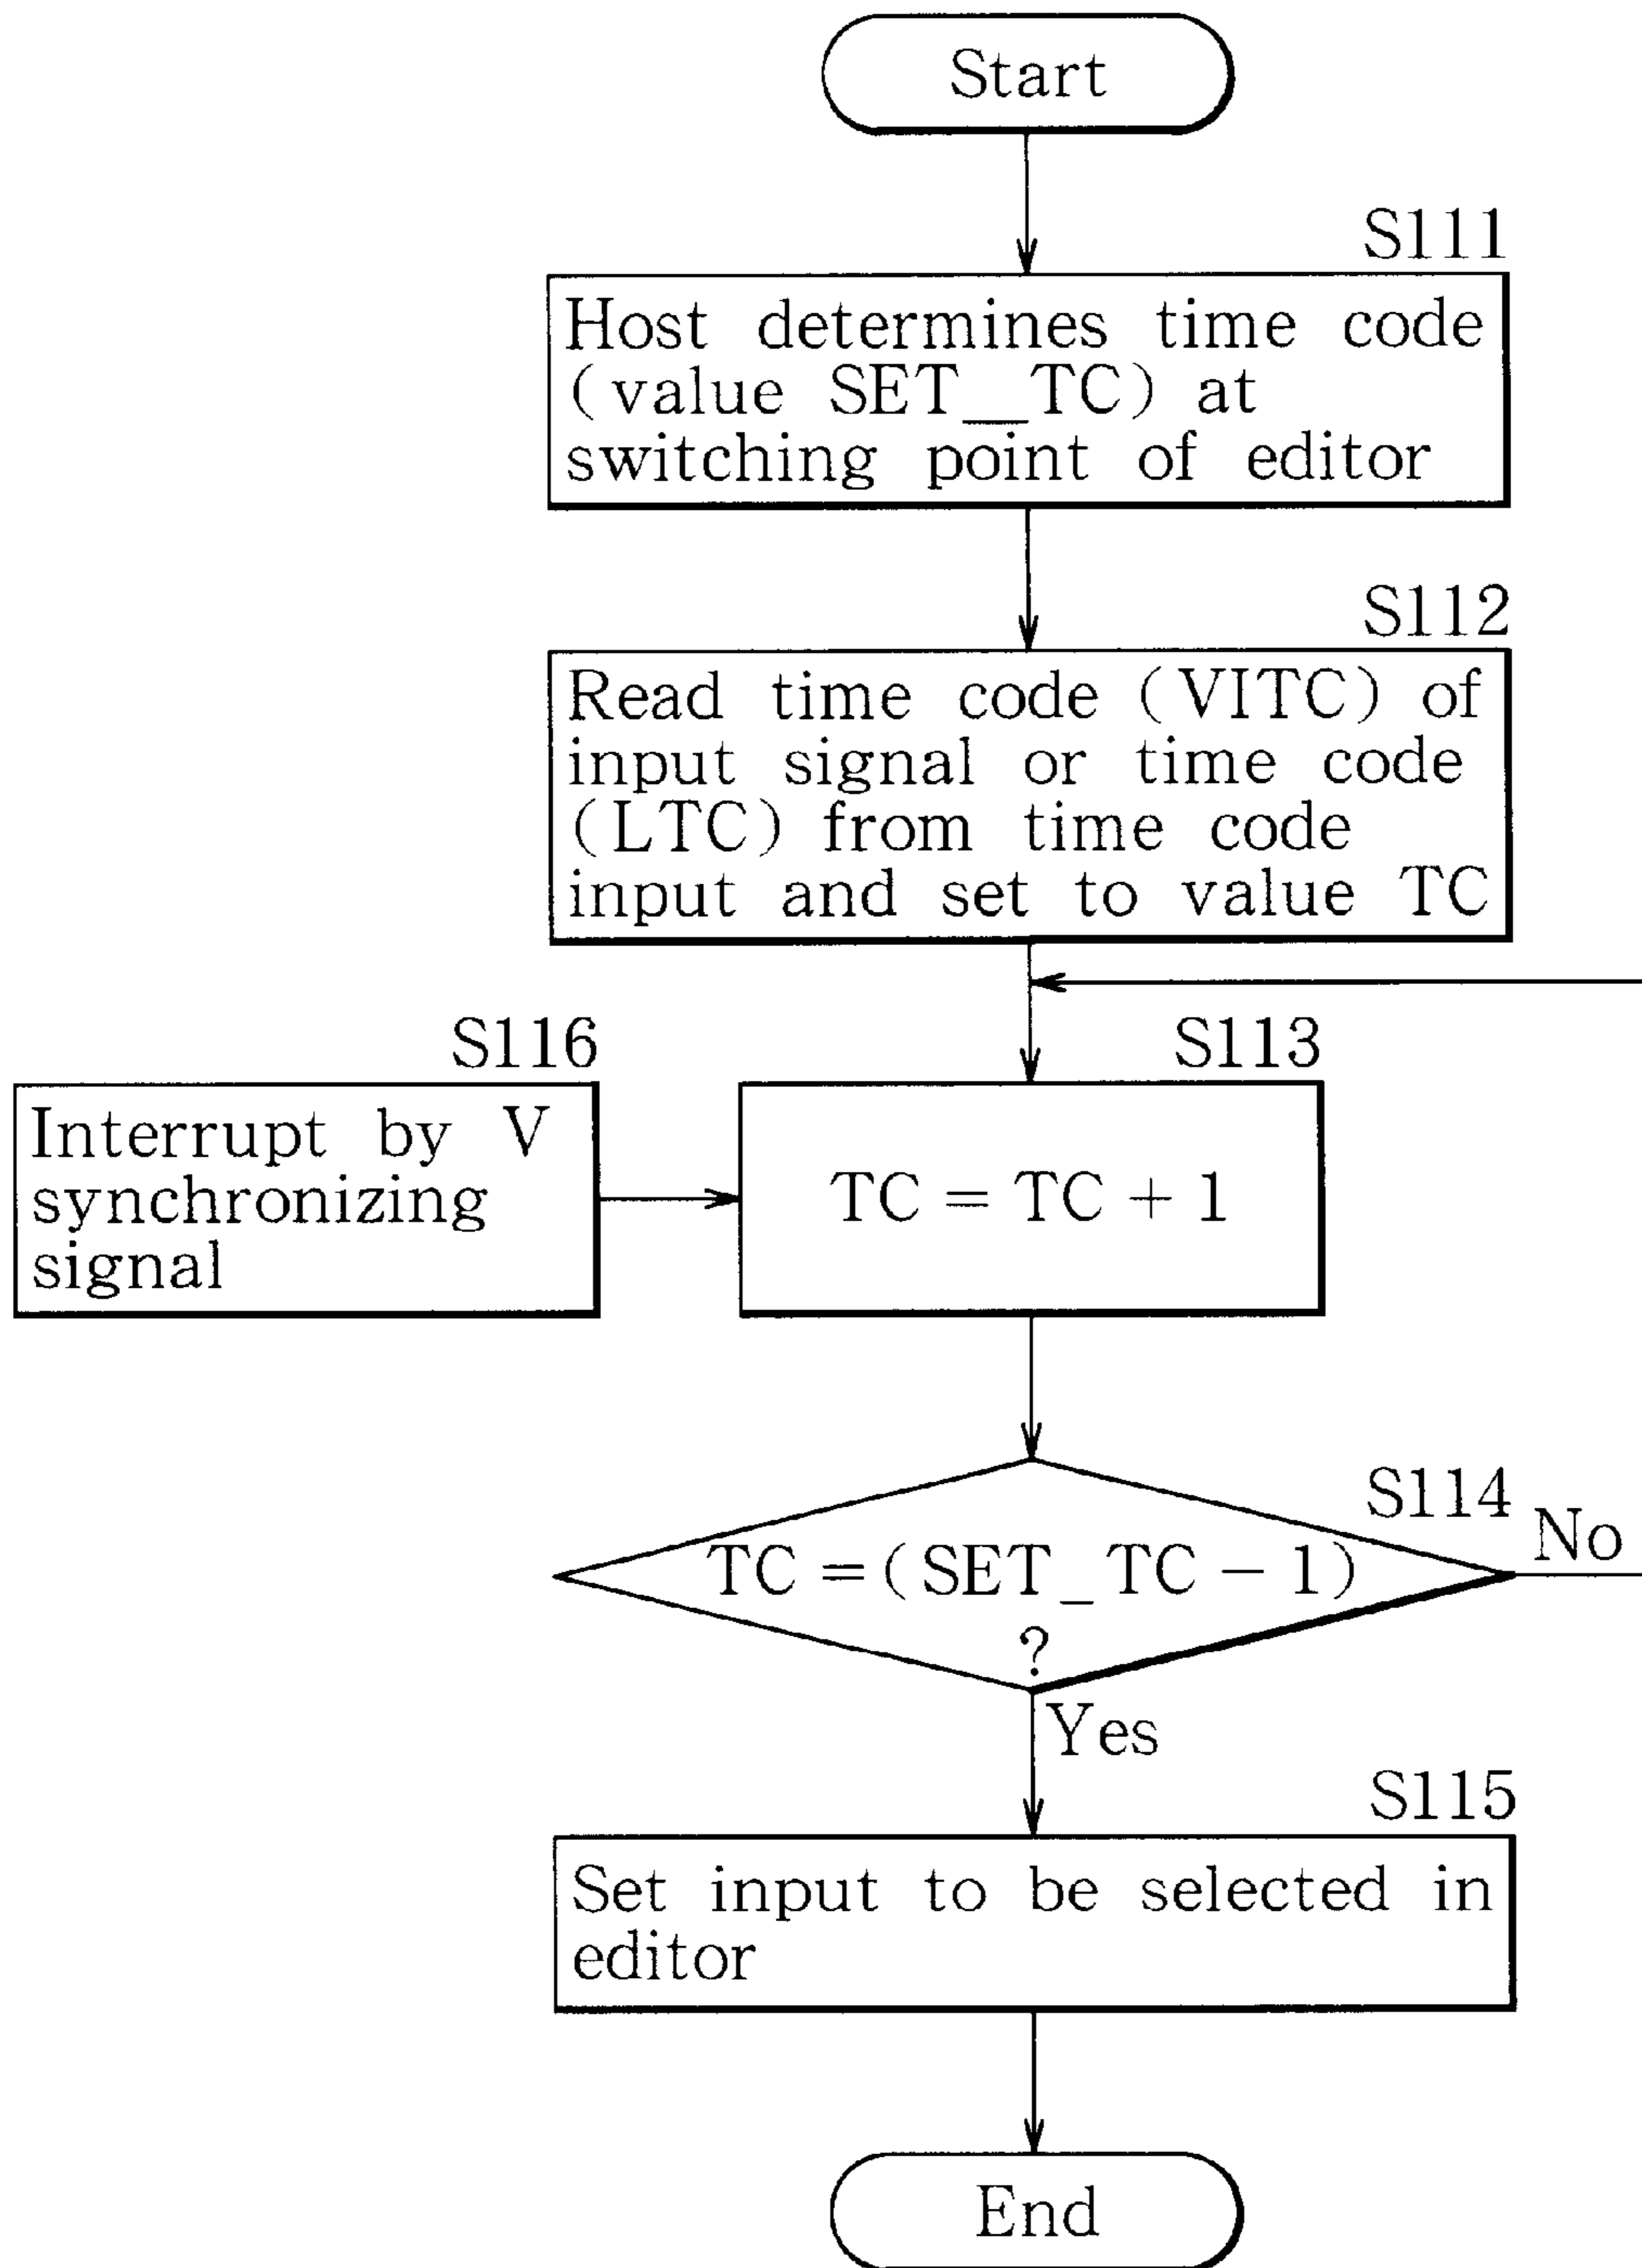 Start
S111
Host determines time code
(value SET_TC) at
switching point of editor
S112
Read time code (VITC) of
input signal or time code
(LTC) from time code
input and set to value TC
S116
Interrupt by V
synchronizing
signal
S113
TC = TC + 1
S114
TC = (SET_TC - 1)
?
No
Yes
S115
Set input to be selected in
editor
End